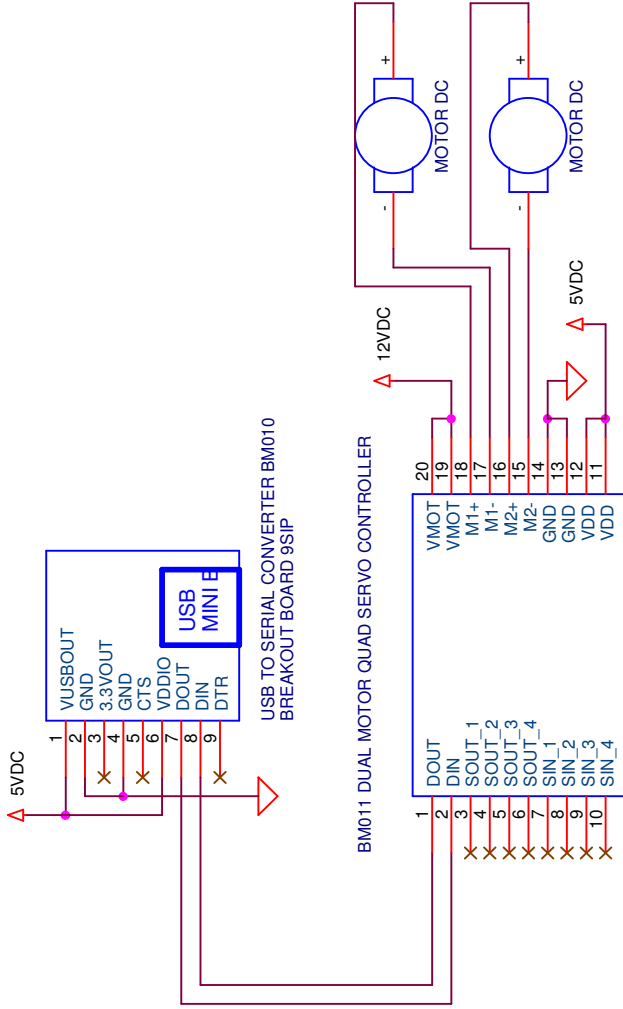 5VDC
1 VUSBOUT
2 GND
3 3.3VOUT
4 GND
5 CTS
6 VDDIO
7 DOUT
8 DIN
9 DTR
USB
MINI B
USB TO SERIAL CONVERTER BM010
BREAKOUT BOARD 9SIP
BM011 DUAL MOTOR QUAD SERVO CONTROLLER
1 DOUT
2 DIN
3 SOUT_1
4 SOUT_2
5 SOUT_3
6 SOUT_4
7 SIN_1
8 SIN_2
9 SIN_3
10 SIN_4
VMOT 20
VMOT 19
M1+ 18
M1- 17
M2+ 16
M2- 15
GND 14
GND 13
VDD 12
VDD 11
12VDC
5VDC
- +
MOTOR DC
- +
MOTOR DC